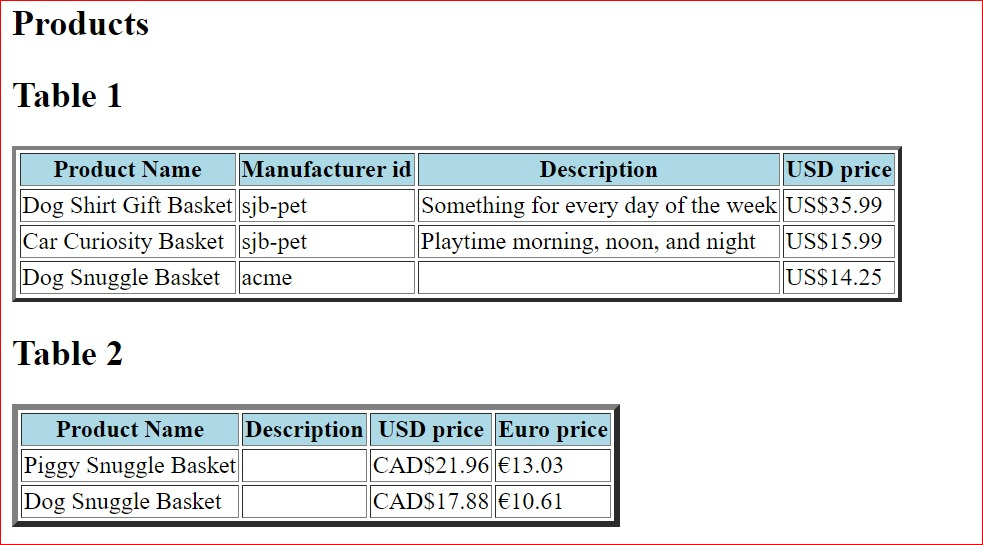 Products
Table 1
Product Name Manufacturer id Description USD price
Dog Shirt Gift Basket sjb-pet Something for every day of the week US$35.99
Car Curiosity Basket sjb-pet Playtime morning, noon, and night US$15.99
Dog Snuggle Basket acme US$14.25
Table 2
Product Name Description USD price Euro price
Piggy Snuggle Basket CAD$21.96 €13.03
Dog Snuggle Basket CAD$17.88 €10.61